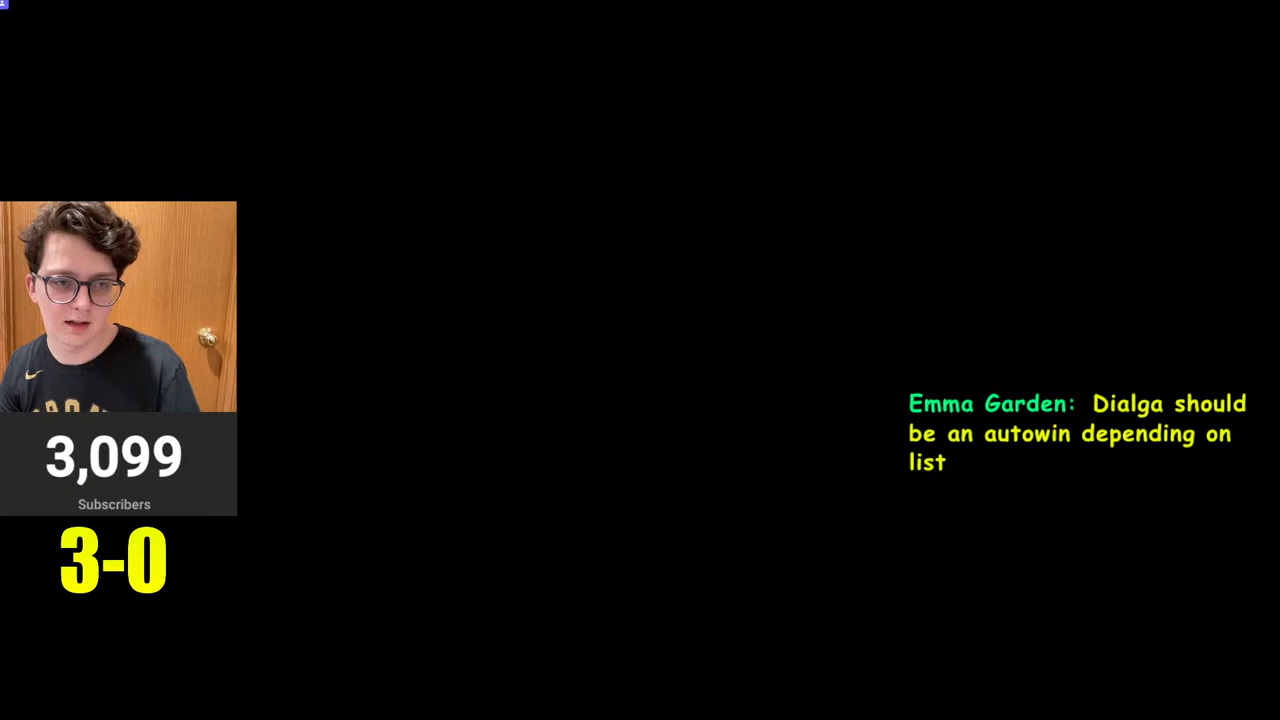 Emma Garden: Dialga should
be an autowin depending on
list
3,099
Subscribers
3-0